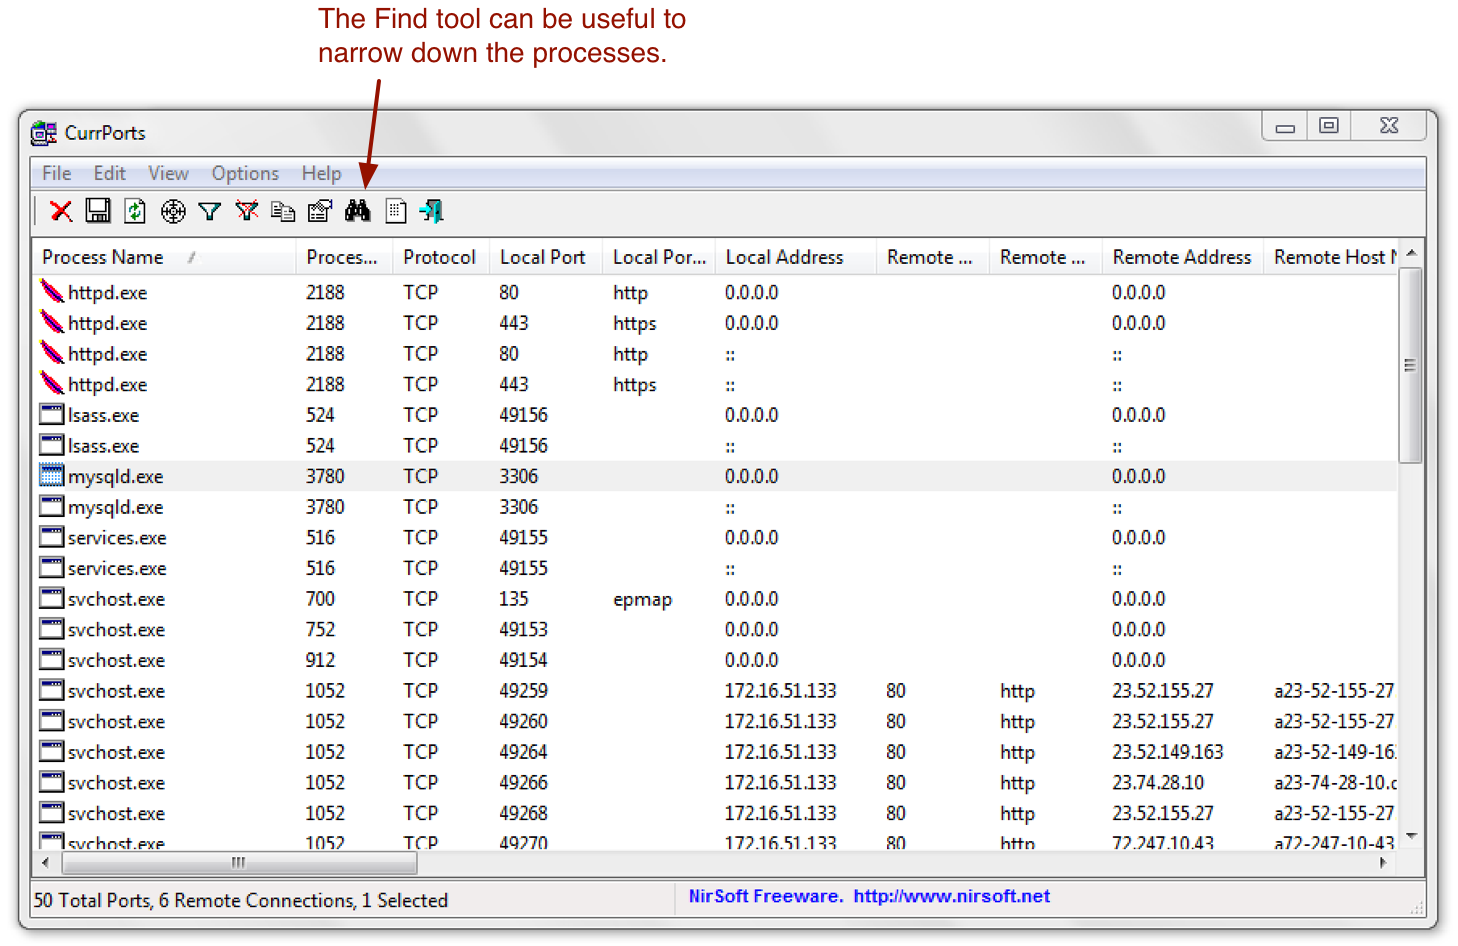 The Find tool can be useful to
narrow down the processes.
CurrPorts
File Edit View Options Help
Process Name Proces... Protocol Local Port Local Por... Local Address Remote ... Remote ... Remote Address Remote Host N
httpd.exe 2188 TCP 80 http 0.0.0.0 0.0.0.0
httpd.exe 2188 TCP 443 https 0.0.0.0 0.0.0.0
httpd.exe 2188 TCP 80 http :: ::
httpd.exe 2188 TCP 443 https :: ::
lsass.exe 524 TCP 49156 0.0.0.0 0.0.0.0
lsass.exe 524 TCP 49156 :: ::
mysqld.exe 3780 TCP 3306 0.0.0.0 0.0.0.0
mysqld.exe 3780 TCP 3306 :: ::
services.exe 516 TCP 49155 0.0.0.0 0.0.0.0
services.exe 516 TCP 49155 :: ::
svchost.exe 700 TCP 135 epmap 0.0.0.0 0.0.0.0
svchost.exe 752 TCP 49153 0.0.0.0 0.0.0.0
svchost.exe 912 TCP 49154 0.0.0.0 0.0.0.0
svchost.exe 1052 TCP 49259 172.16.51.133 80 http 23.52.155.27 a23-52-155-27
svchost.exe 1052 TCP 49260 172.16.51.133 80 http 23.52.155.27 a23-52-155-27
svchost.exe 1052 TCP 49264 172.16.51.133 80 http 23.52.149.163 a23-52-149-16
svchost.exe 1052 TCP 49266 172.16.51.133 80 http 23.74.28.10 a23-74-28-10.c
svchost.exe 1052 TCP 49268 172.16.51.133 80 http 23.52.155.27 a23-52-155-27
svchost.exe 1052 TCP 49270 172.16.51.133 80 http 72.247.10.43 a72-247-10-43
50 Total Ports, 6 Remote Connections, 1 Selected
NirSoft Freeware. http://www.nirsoft.net